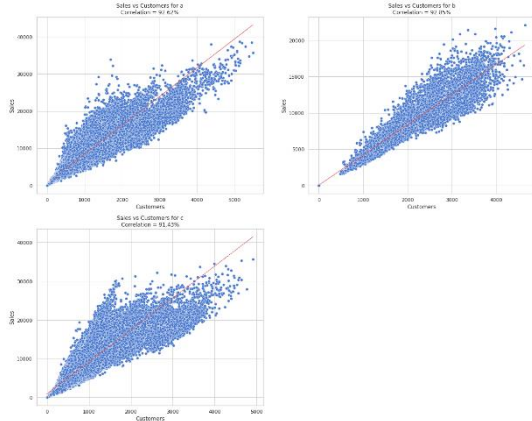 Sales vs Customers for a
Correlation = 92.62%
Sales
40000
30000
20000
10000
0
0 1000 2000 3000 4000 5000
Customers
Sales vs Customers for b
Correlation = 92.05%
Sales
20000
15000
10000
5000
0
0 1000 2000 3000 4000
Customers
Sales vs Customers for c
Correlation = 91.43%
Sales
40000
30000
20000
10000
0
0 1000 2000 3000 4000 5000
Customers